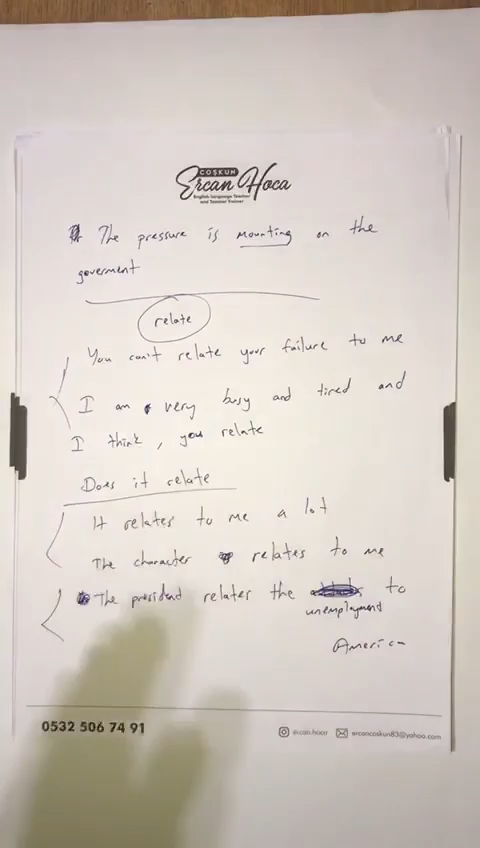 COŞKUN
Ercan Hoca
English Language Teacher
and Teacher Trainer
The pressure is mounting on the
goverment
relate
You can't relate your failure to me
I am very busy and tired and
I think, you relate
Does it relate
It relates to me a lot
The character relates to me
The president relates the to
unemployment
America
0532 506 74 91
ercan.hoca
ercancoskun83@yahoo.com